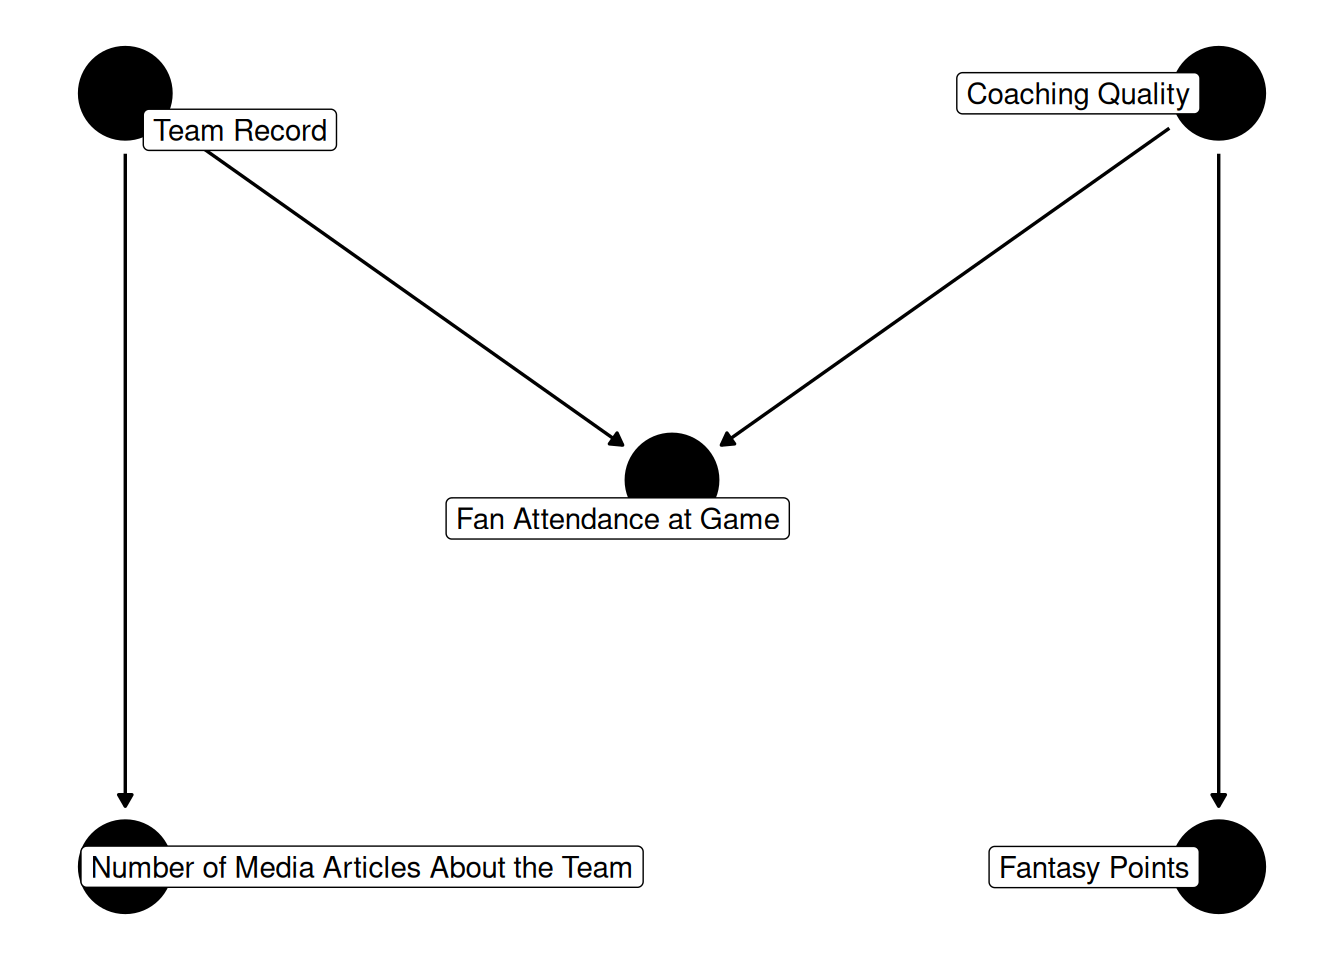 Coaching Quality
Team Record
Fan Attendance at Game
Number of Media Articles About the Team
Fantasy Points